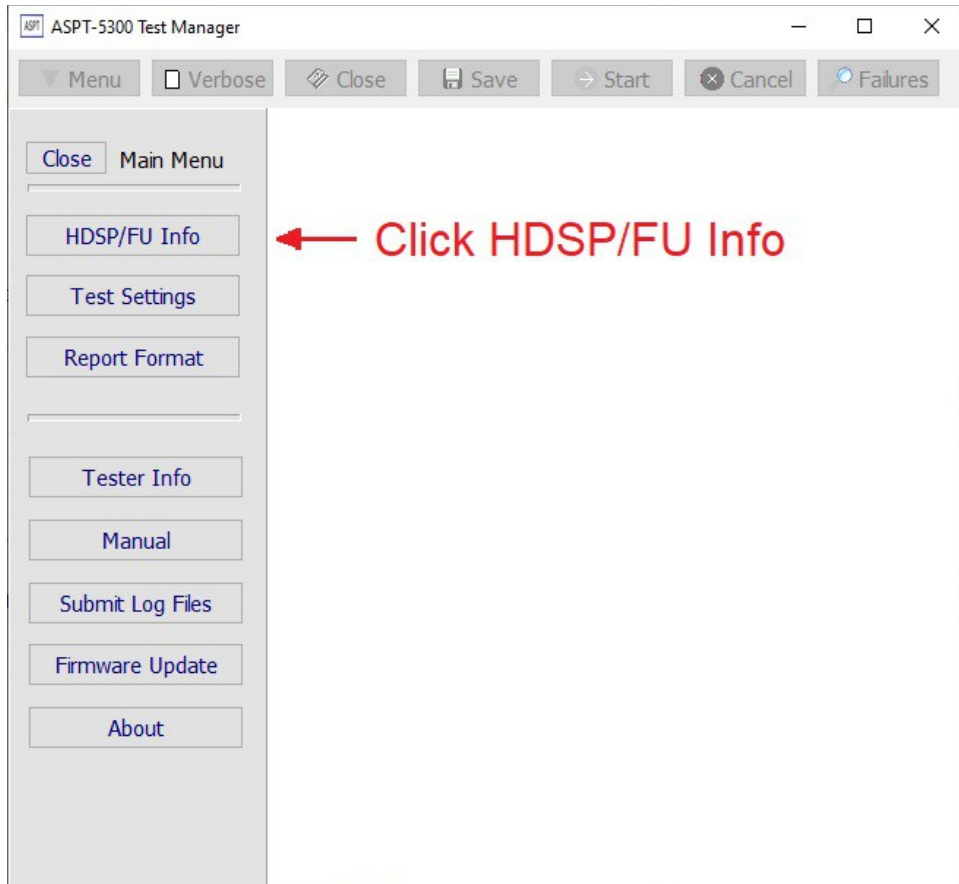 ASPT ASPT-5300 Test Manager
Menu Verbose Close Save Start Cancel Failures
Close Main Menu
HDSP/FU Info
Click HDSP/FU Info
Test Settings
Report Format
Tester Info
Manual
Submit Log Files
Firmware Update
About